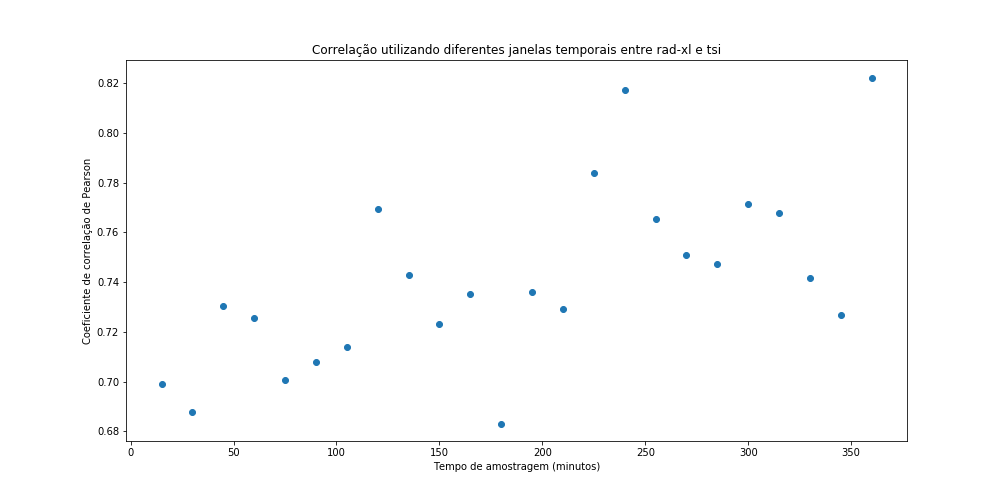 Correlação utilizando diferentes janelas temporais entre rad-xl e tsi
Coeficiente de correlação de Pearson
0.82
0.80
0.78
0.76
0.74
0.72
0.70
0.68
0 50 100 150 200 250 300 350
Tempo de amostragem (minutos)